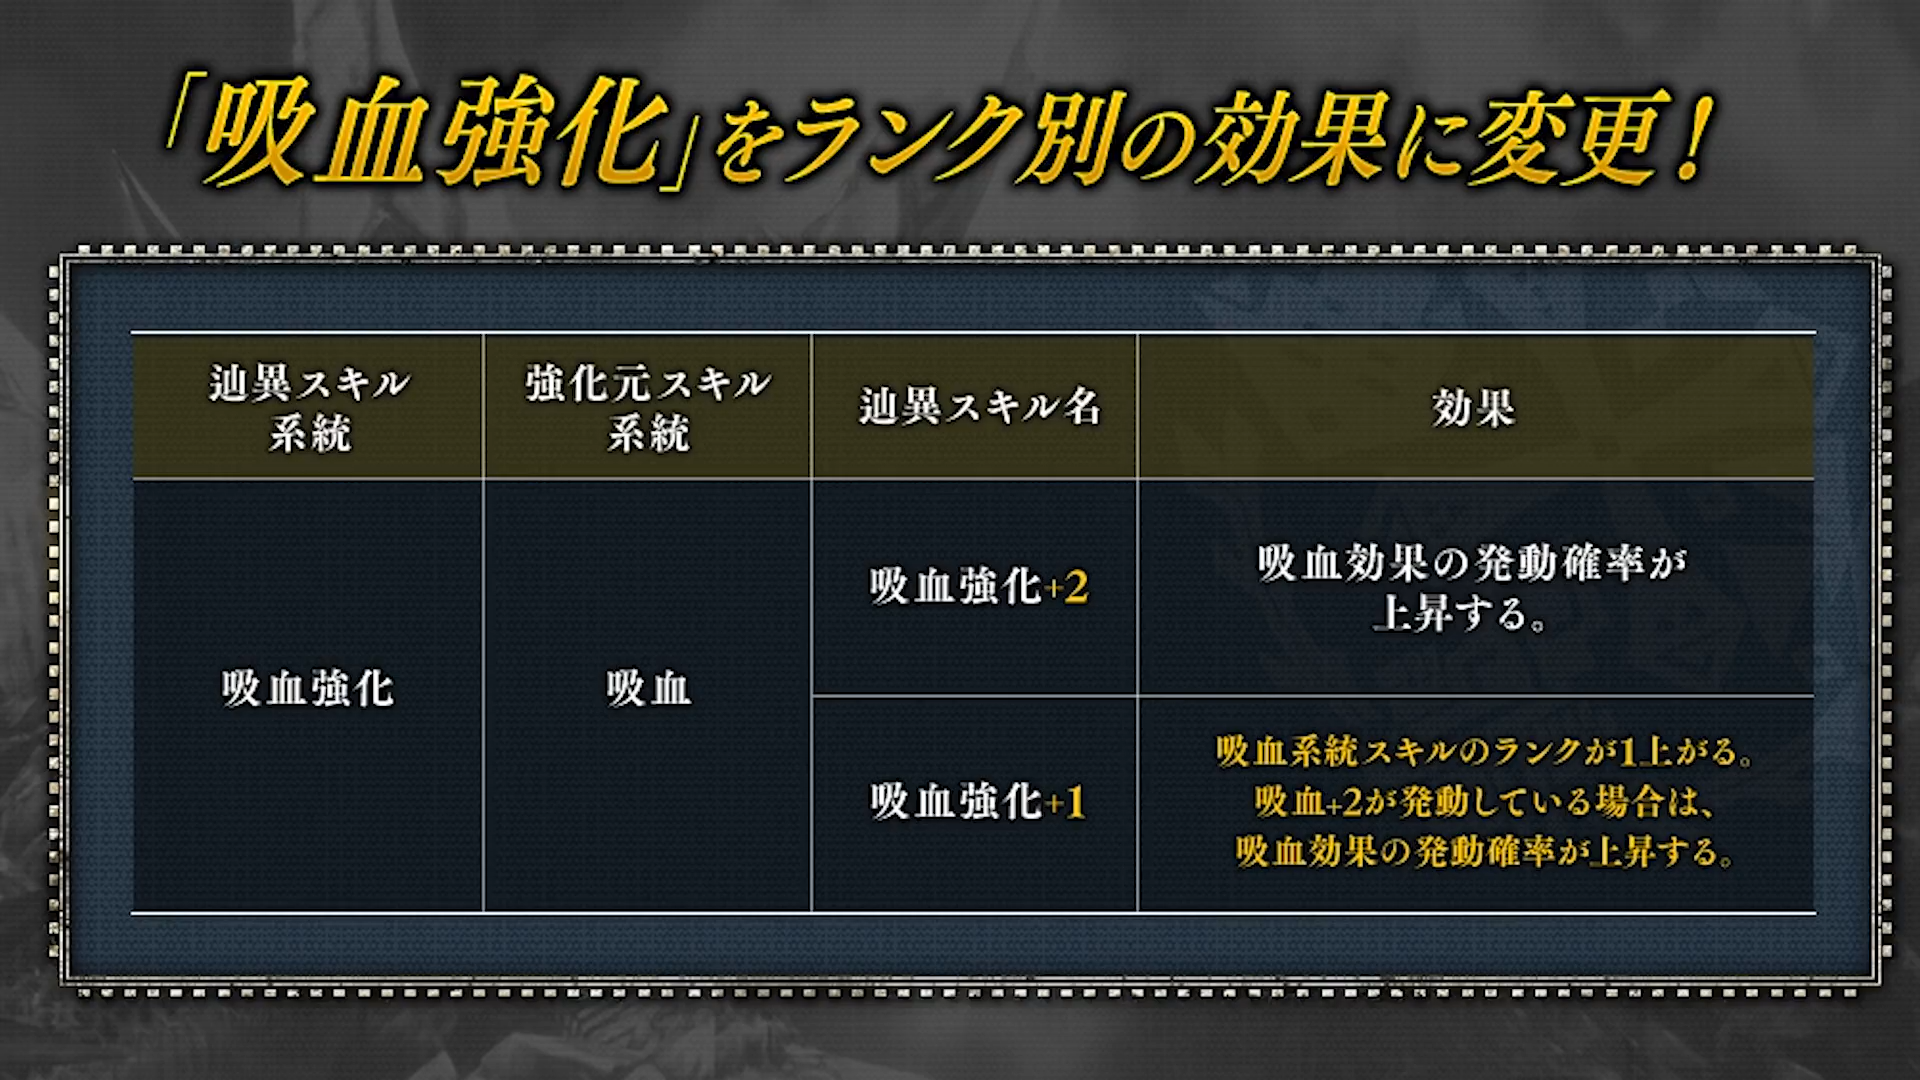 「吸血強化」をランク別の効果に変更！
辿異スキル
系統
強化元スキル
系統
辿異スキル名
効果
吸血強化
吸血
吸血強化+2
吸血効果の発動確率が
上昇する。
吸血強化+1
吸血系統スキルのランクが1上がる。
吸血+2が発動している場合は、
吸血効果の発動確率が上昇する。